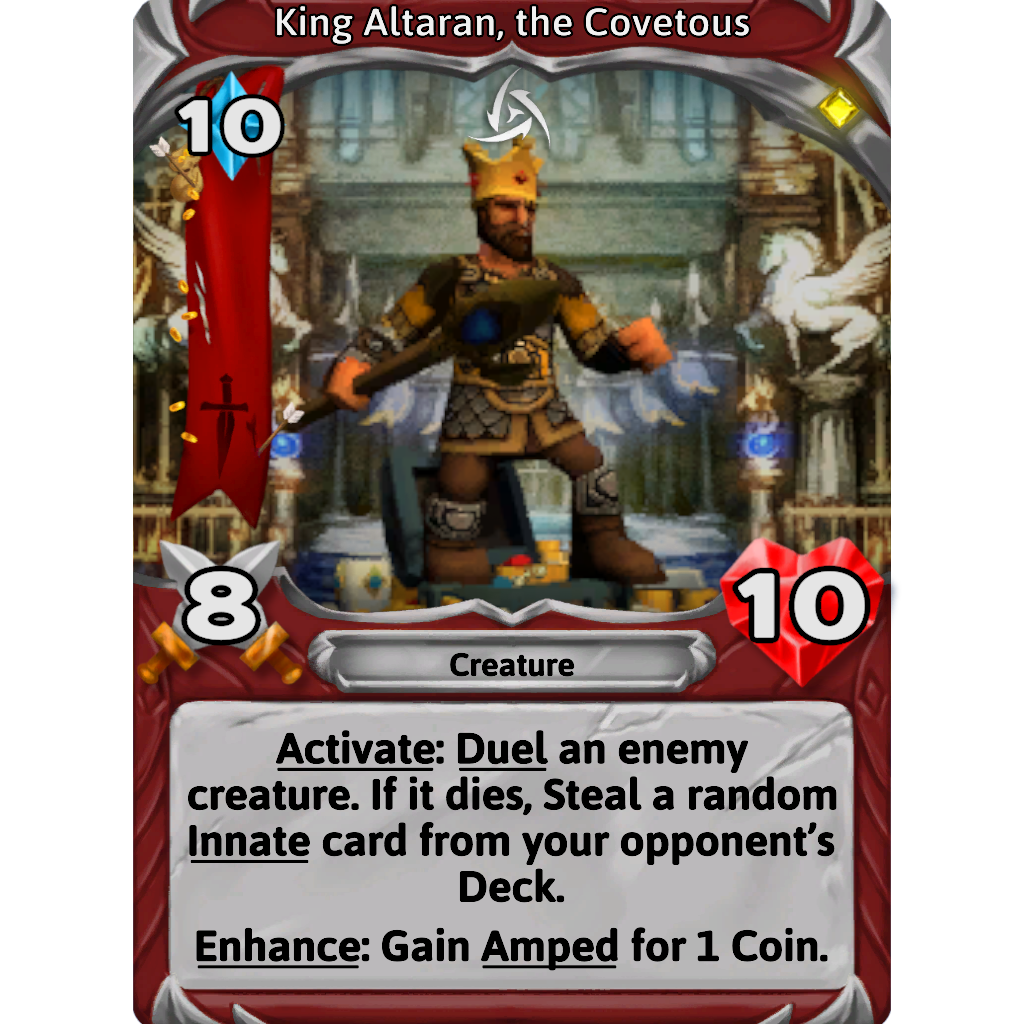 King Altaran, the Covetous
10
8
10
Creature
Activate: Duel an enemy
creature. If it dies, Steal a random
Innate card from your opponent's
Deck.
Enhance: Gain Amped for 1 Coin.